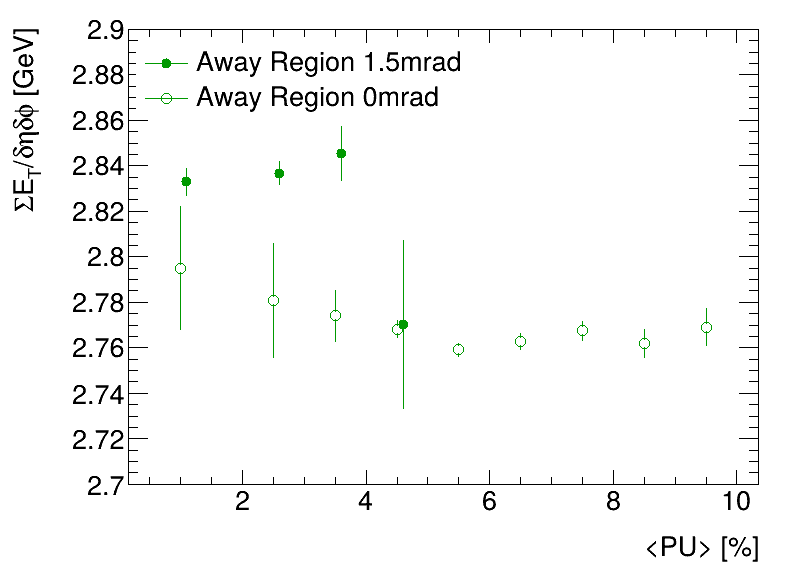 ΣE_T/δηδϕ [GeV]
2.9
2.88
2.86
2.84
2.82
2.8
2.78
2.76
2.74
2.72
2.7
Away Region 1.5mrad
Away Region 0mrad
2 4 6 8 10
<PU> [%]